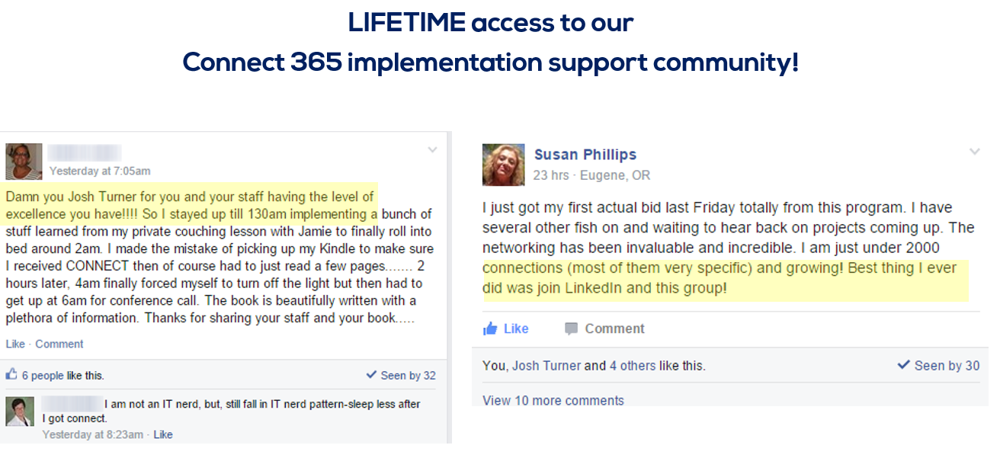 LIFETIME access to our
Connect 365 implementation support community!
Yesterday at 7:05am
Damn you Josh Turner for you and your staff having the level of
excellence you have!!!! So I stayed up till 130am implementing a bunch of
stuff learned from my private couching lesson with Jamie to finally roll into
bed around 2am. I made the mistake of picking up my Kindle to make sure
I received CONNECT then of course had to just read a few pages....... 2
hours later, 4am finally forced myself to turn off the light but then had to
get up at 6am for conference call. The book is beautifully written with a
plethora of information. Thanks for sharing your staff and your book.....
Like · Comment
6 people like this.
Seen by 32
I am not an IT nerd, but, still fall in IT nerd pattern-sleep less after
I got connect.
Yesterday at 8:23am · Like
Susan Phillips
23 hrs · Eugene, OR
I just got my first actual bid last Friday totally from this program. I have
several other fish on and waiting to hear back on projects coming up. The
networking has been invaluable and incredible. I am just under 2000
connections (most of them very specific) and growing! Best thing I ever
did was join LinkedIn and this group!
Like
Comment
You, Josh Turner and 4 others like this.
Seen by 30
View 10 more comments